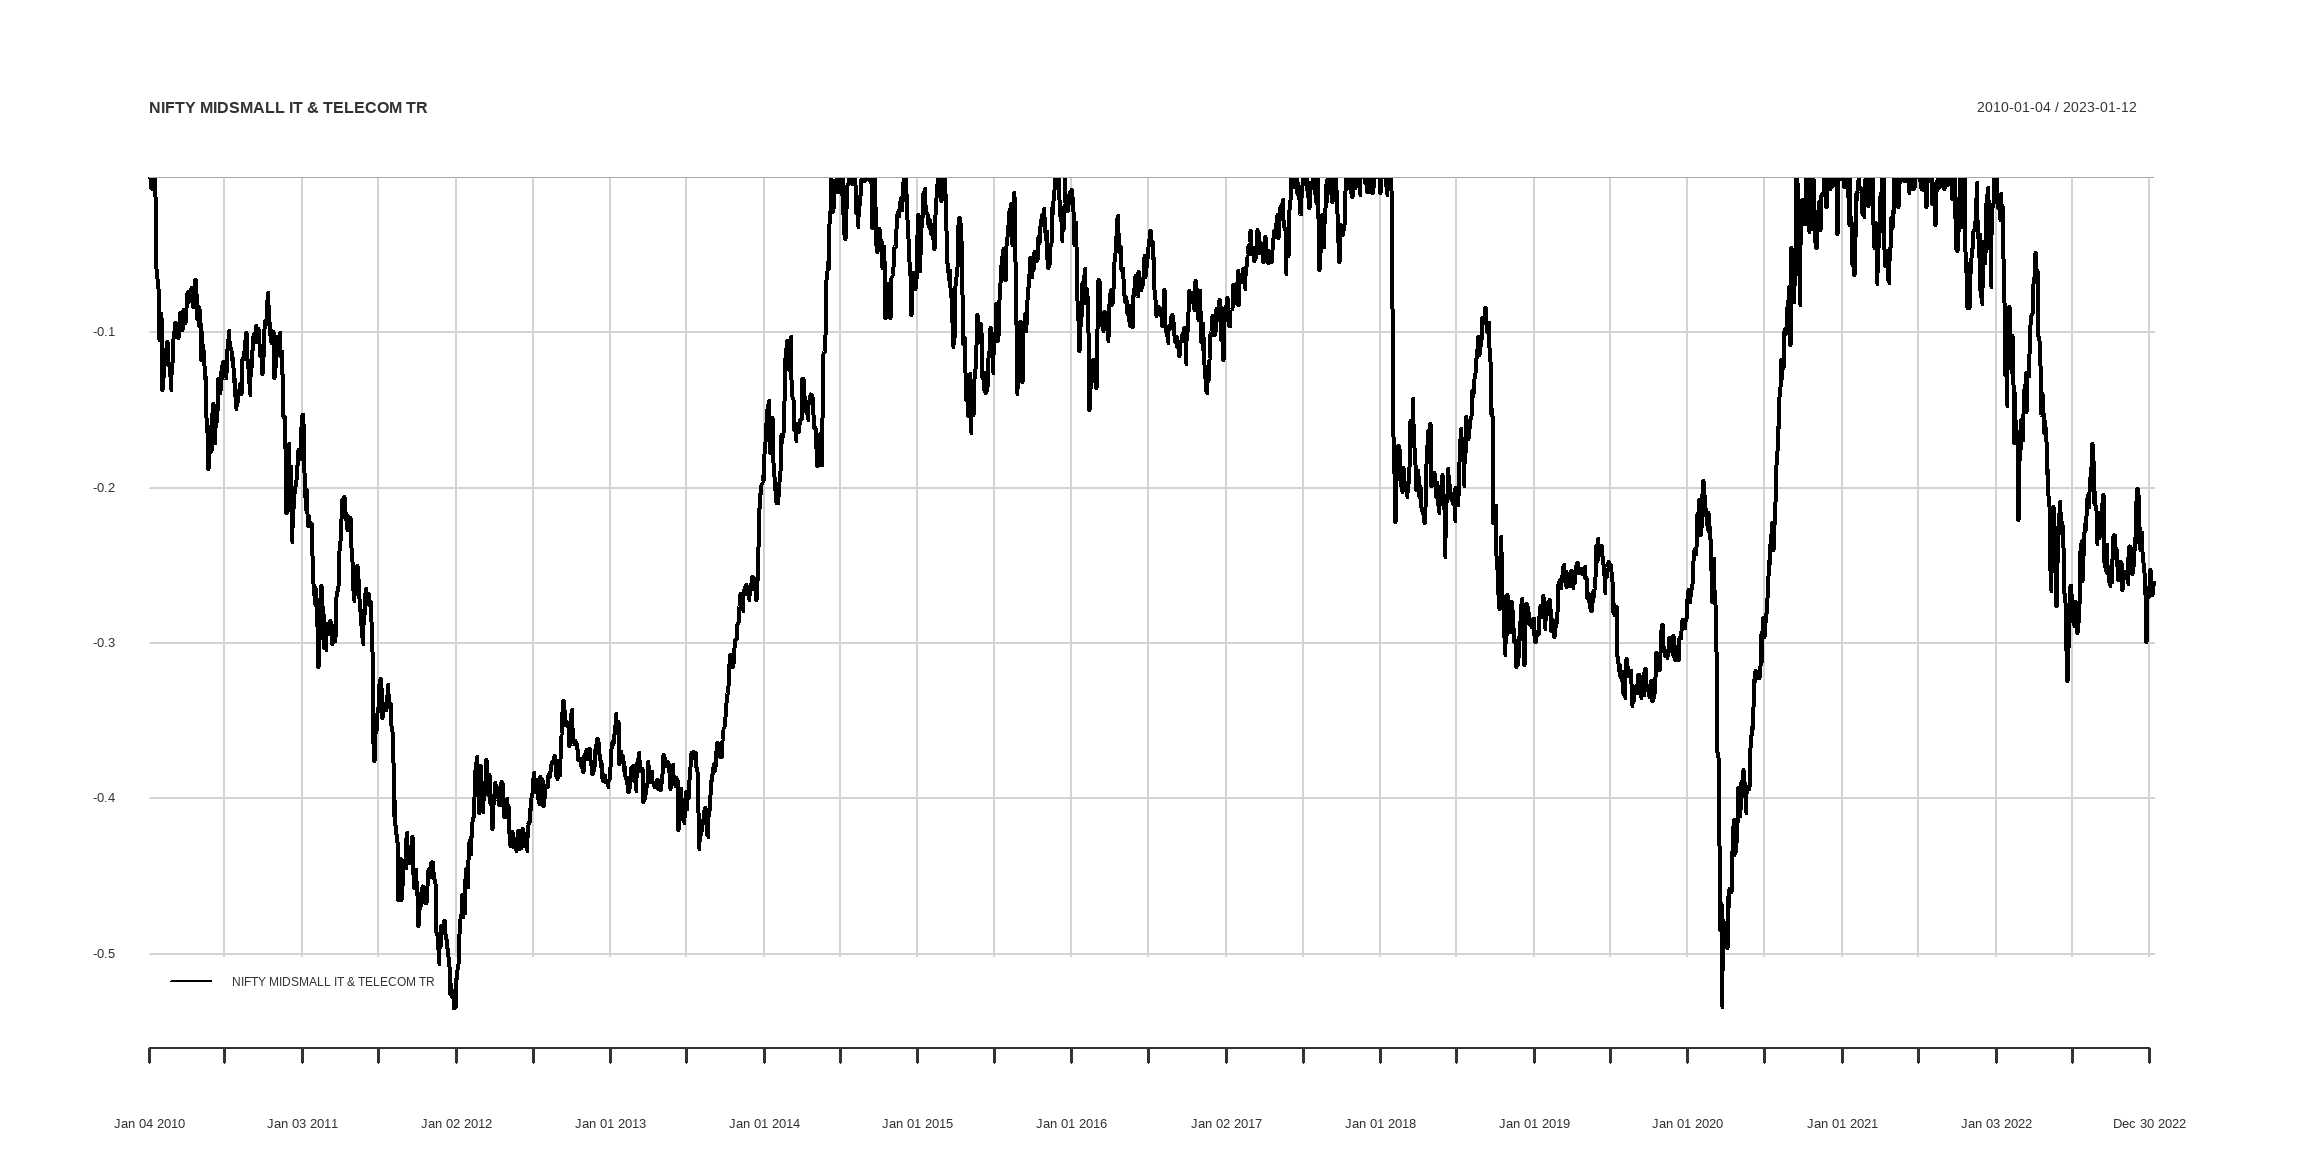 NIFTY MIDSMALL IT & TELECOM TR
2010-01-04 / 2023-01-12
-0.1
-0.2
-0.3
-0.4
-0.5
NIFTY MIDSMALL IT & TELECOM TR
Jan 04 2010 Jan 03 2011 Jan 02 2012 Jan 01 2013 Jan 01 2014 Jan 01 2015 Jan 01 2016 Jan 02 2017 Jan 01 2018 Jan 01 2019 Jan 01 2020 Jan 01 2021 Jan 03 2022 Dec 30 2022